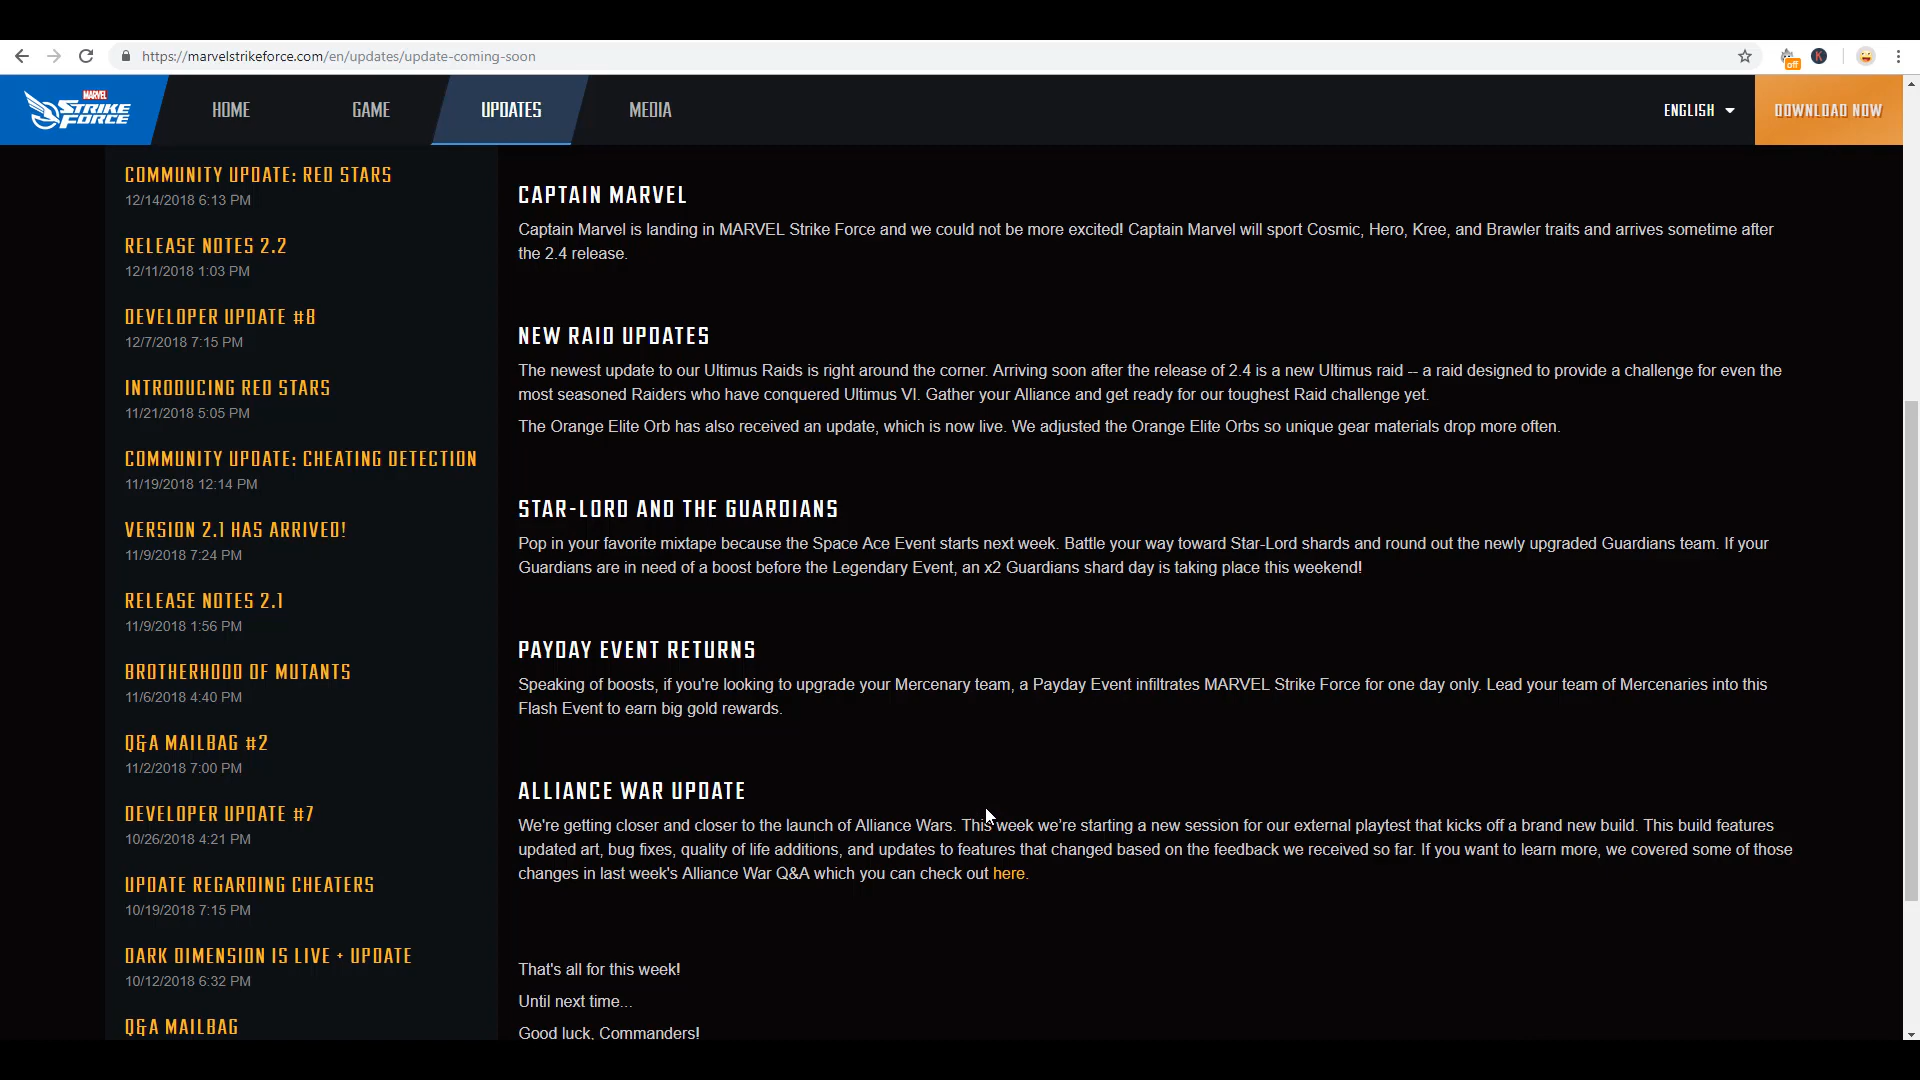 https://marvelstrikeforce.com/en/updates/update-coming-soon
off
K
MARVEL
STRIKE
FORCE
HOME
GAME
UPDATES
MEDIA
ENGLISH
DOWNLOAD NOW
COMMUNITY UPDATE: RED STARS
12/14/2018 6:13 PM
RELEASE NOTES 2.2
12/11/2018 1:03 PM
DEVELOPER UPDATE #8
12/7/2018 7:15 PM
INTRODUCING RED STARS
11/21/2018 5:05 PM
COMMUNITY UPDATE: CHEATING DETECTION
11/19/2018 12:14 PM
VERSION 2.1 HAS ARRIVED!
11/9/2018 7:24 PM
RELEASE NOTES 2.1
11/9/2018 1:56 PM
BROTHERHOOD OF MUTANTS
11/6/2018 4:40 PM
Q&A MAILBAG #2
11/2/2018 7:00 PM
DEVELOPER UPDATE #7
10/26/2018 4:21 PM
UPDATE REGARDING CHEATERS
10/19/2018 7:15 PM
DARK DIMENSION IS LIVE + UPDATE
10/12/2018 6:32 PM
Q&A MAILBAG
CAPTAIN MARVEL
Captain Marvel is landing in MARVEL Strike Force and we could not be more excited! Captain Marvel will sport Cosmic, Hero, Kree, and Brawler traits and arrives sometime after
the 2.4 release.
NEW RAID UPDATES
The newest update to our Ultimus Raids is right around the corner. Arriving soon after the release of 2.4 is a new Ultimus raid -- a raid designed to provide a challenge for even the
most seasoned Raiders who have conquered Ultimus VI. Gather your Alliance and get ready for our toughest Raid challenge yet.
The Orange Elite Orb has also received an update, which is now live. We adjusted the Orange Elite Orbs so unique gear materials drop more often.
STAR-LORD AND THE GUARDIANS
Pop in your favorite mixtape because the Space Ace Event starts next week. Battle your way toward Star-Lord shards and round out the newly upgraded Guardians team. If your
Guardians are in need of a boost before the Legendary Event, an x2 Guardians shard day is taking place this weekend!
PAYDAY EVENT RETURNS
Speaking of boosts, if you're looking to upgrade your Mercenary team, a Payday Event infiltrates MARVEL Strike Force for one day only. Lead your team of Mercenaries into this
Flash Event to earn big gold rewards.
ALLIANCE WAR UPDATE
We're getting closer and closer to the launch of Alliance Wars. This week we're starting a new session for our external playtest that kicks off a brand new build. This build features
updated art, bug fixes, quality of life additions, and updates to features that changed based on the feedback we received so far. If you want to learn more, we covered some of those
changes in last week's Alliance War Q&A which you can check out here.
That's all for this week!
Until next time...
Good luck, Commanders!